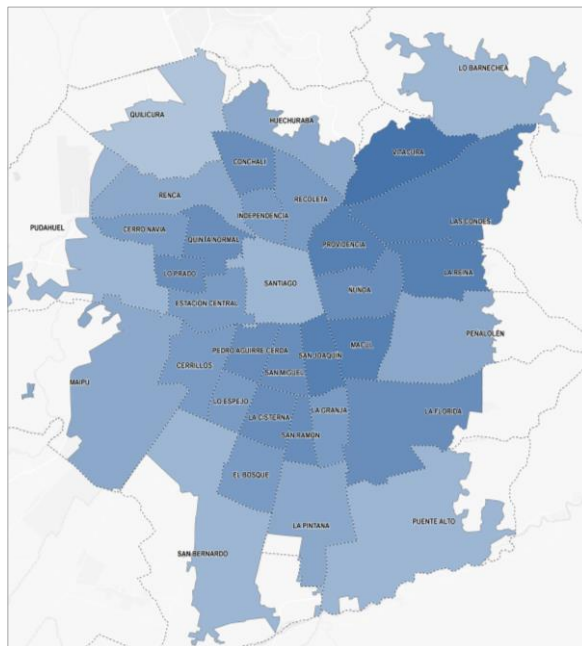 LO BARNECHEA
QUILICURA
HUECHURABA
VITACURA
CONCHALI
RENCA
RECOLETA
INDEPENDENCIA
LAS CONDES
PUDAHUEL
CERRO NAVIA
QUINTA NORMAL
PROVIDENCIA
LO PRADO
LA REINA
SANTIAGO
ÑUÑOA
ESTACION CENTRAL
PEÑALOLÉN
MACUL
PEDRO AGUIRRE CERDA
SAN JOAQUIN
CERRILLOS
SAN MIGUEL
MAIPU
LO ESPEJO
LA GRANJA
LA FLORIDA
LA CISTERNA
SAN RAMON
EL BOSQUE
PUENTE ALTO
LA PINTANA
SAN BERNARDO